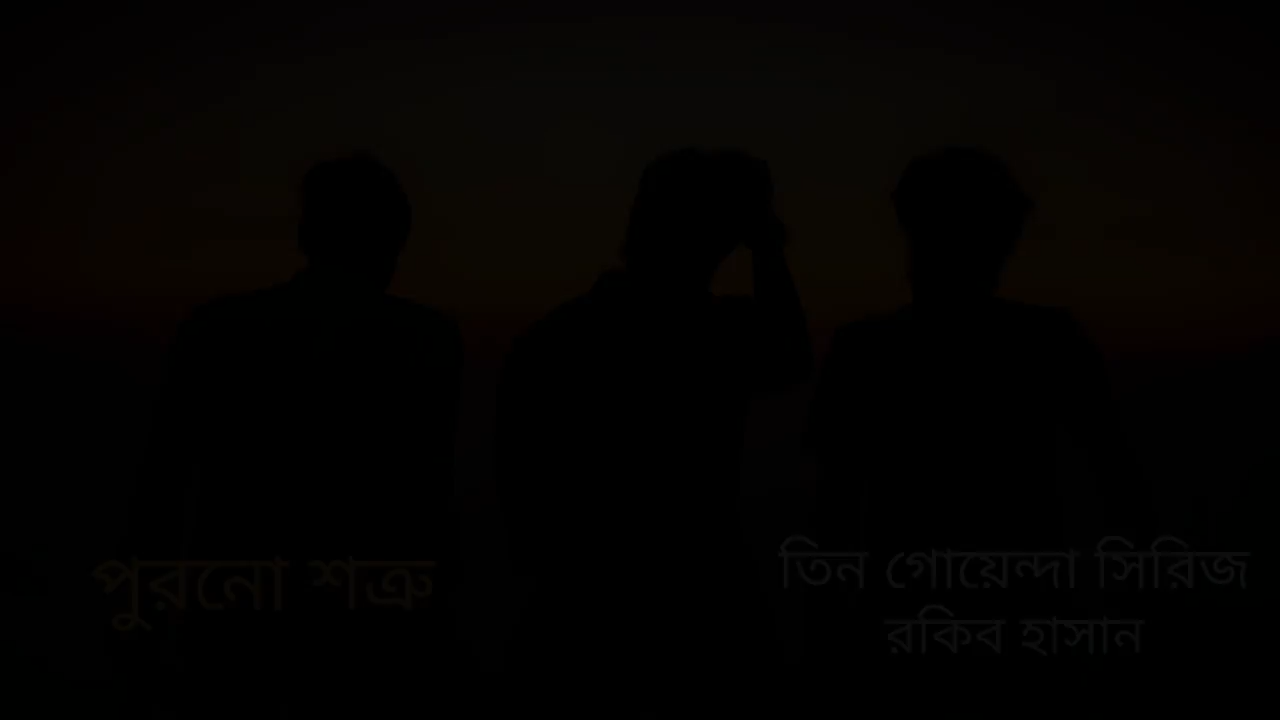 পুরনো শত্রু
তিন গোয়েন্দা সিরিজ
রকিব হাসান